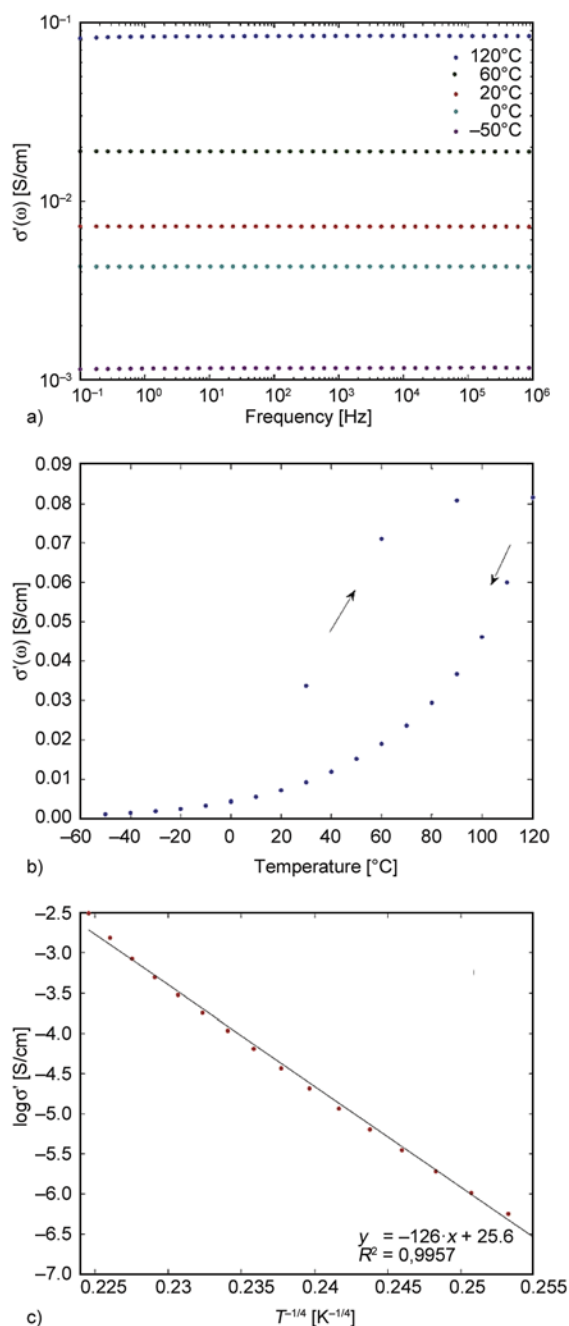 10⁻¹
120°C
60°C
20°C
0°C
–50°C
σ'(ω) [S/cm]
10⁻²
10⁻³
10⁻¹ 10⁰ 10¹ 10² 10³ 10⁴ 10⁵ 10⁶
Frequency [Hz]
a)
0.09
0.08
0.07
0.06
0.05
0.04
0.03
0.02
0.01
0.00
σ'(ω) [S/cm]
–60 –40 –20 0 20 40 60 80 100 120
Temperature [°C]
b)
–2.5
–3.0
–3.5
–4.0
–4.5
–5.0
–5.5
–6.0
–6.5
–7.0
logσ' [S/cm]
y = –126·x + 25.6
R² = 0,9957
0.225 0.23 0.235 0.24 0.245 0.25 0.255
T⁻¹/⁴ [K⁻¹/⁴]
c)